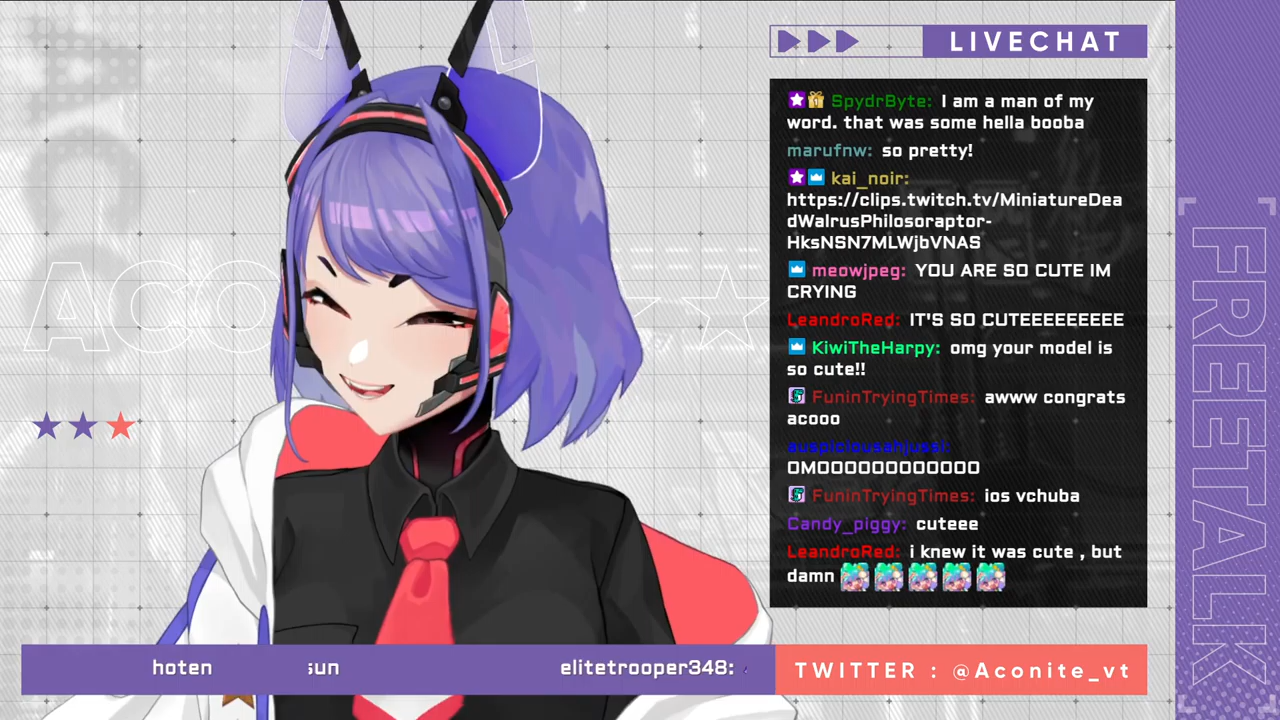 LIVECHAT
SpydrByte: I am a man of my
word. that was some hella booba
marufnw: so pretty!
kai_noir:
https://clips.twitch.tv/MiniatureDea
dWalrusPhilosoraptor-
HksNSN7MLWjbVNAS
meowjpeg: YOU ARE SO CUTE IM
CRYING
LeandroRed: IT'S SO CUTEEEEEEEEE
KiwiTheHarpy: omg your model is
so cute!!
FuninTryingTimes: awww congrats
acooo
auspiciousahjussi:
OMOOOOOOOOOOOO
FuninTryingTimes: ios vchuba
Candy_piggy: cuteee
LeandroRed: i knew it was cute , but
damn
ACO
hoten sun elitetrooper348:
TWITTER : @Aconite_vt
FREETALK